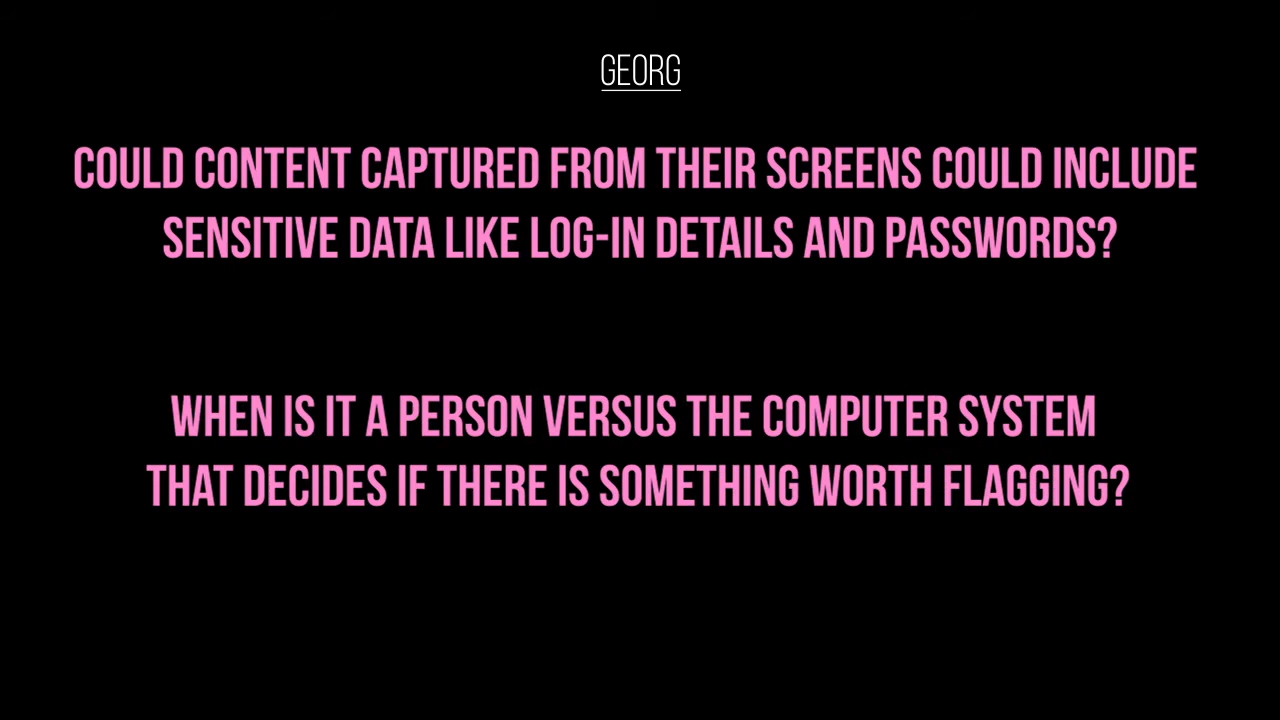 GEORG
COULD CONTENT CAPTURED FROM THEIR SCREENS COULD INCLUDE
SENSITIVE DATA LIKE LOG-IN DETAILS AND PASSWORDS?
WHEN IS IT A PERSON VERSUS THE COMPUTER SYSTEM
THAT DECIDES IF THERE IS SOMETHING WORTH FLAGGING?